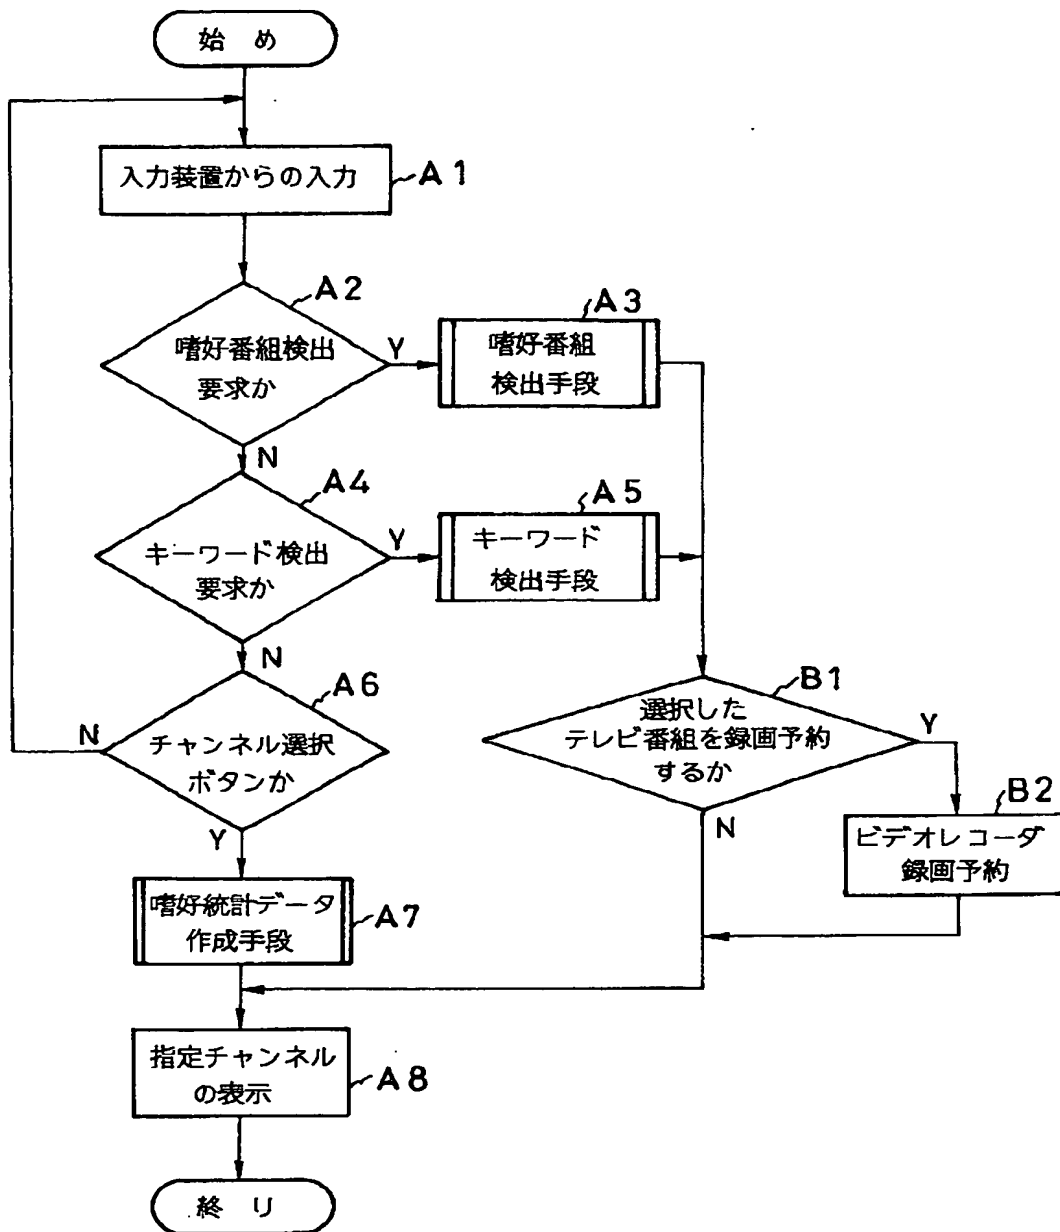 始め
入力装置からの入力
A1
A2
嗜好番組検出
要求か
Y
A3
嗜好番組
検出手段
N
A4
キーワード検出
要求か
Y
A5
キーワード
検出手段
N
A6
チャンネル選択
ボタンか
N
Y
B1
選択した
テレビ番組を録画予約
するか
Y
N
B2
ビデオレコーダ
録画予約
嗜好統計データ
作成手段
A7
指定チャンネル
の表示
A8
終り